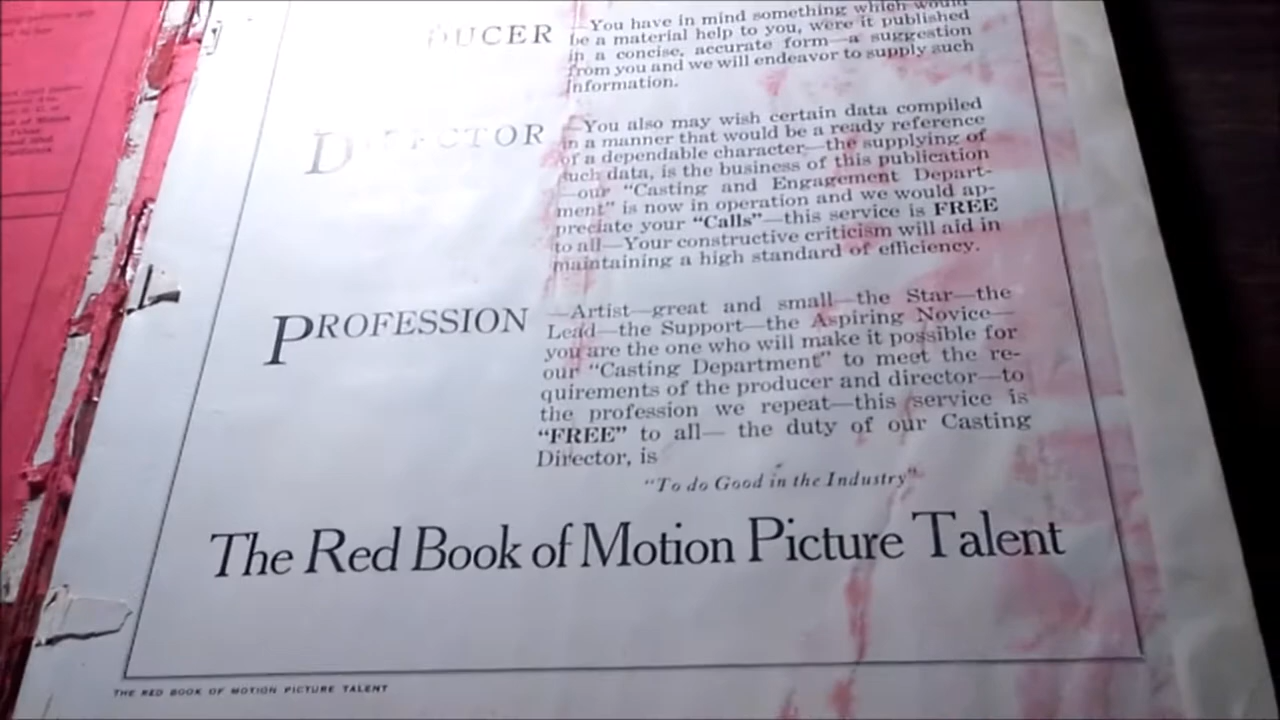 DUCER —You have in mind something which would
be a material help to you, were it published
in a concise, accurate form—a suggestion
from you and we will endeavor to supply such
information.
DIRECTOR —You also may wish certain data compiled
in a manner that would be a ready reference
of a dependable character—the supplying of
such data, is the business of this publication
—our "Casting and Engagement Depart-
ment" is now in operation and we would ap-
preciate your "Calls"—this service is FREE
to all—Your constructive criticism will aid in
maintaining a high standard of efficiency.
PROFESSION —Artist—great and small—the Star—the
Lead—the Support—the Aspiring Novice—
you are the one who will make it possible for
our "Casting Department" to meet the re-
quirements of the producer and director—to
the profession we repeat—this service is
"FREE" to all— the duty of our Casting
Director, is
"To do Good in the Industry"
The Red Book of Motion Picture Talent
THE RED BOOK OF MOTION PICTURE TALENT